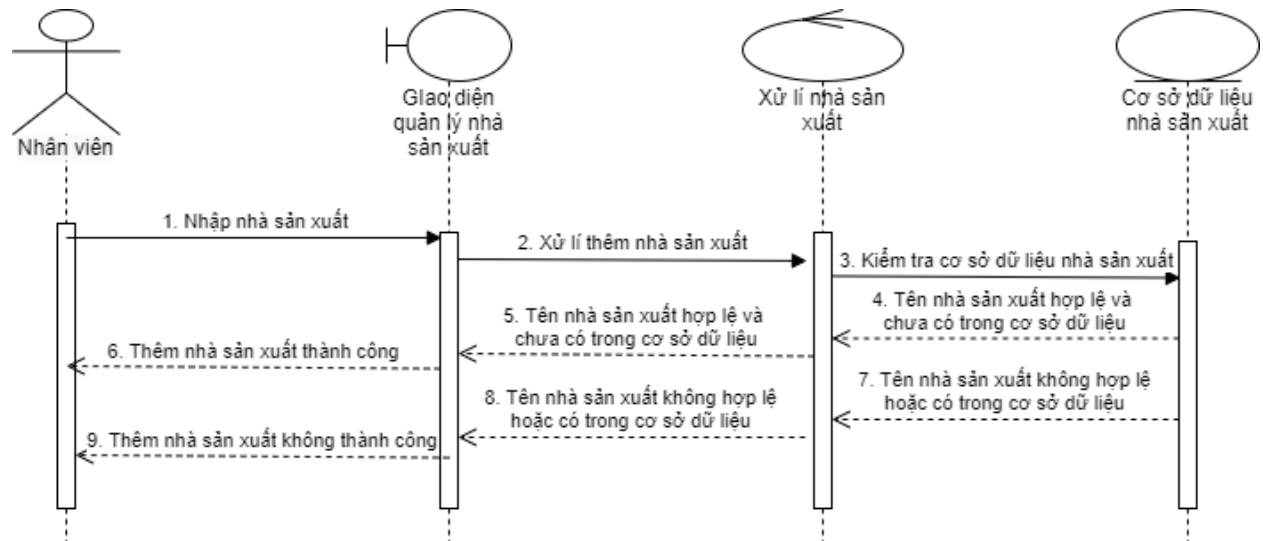 Nhân viên
GIao diện
quản lý nhà
sản xuất
Xử lí nhà sản
xuất
Cơ sở dữ liệu
nhà sản xuất
1. Nhập nhà sản xuất
2. Xử lí thêm nhà sản xuất
3. Kiểm tra cơ sở dữ liệu nhà sản xuất
4. Tên nhà sản xuất hợp lệ và
chưa có trong cơ sở dữ liệu
5. Tên nhà sản xuất hợp lệ và
chưa có trong cơ sở dữ liệu
6. Thêm nhà sản xuất thành công
7. Tên nhà sản xuất không hợp lệ
hoặc có trong cơ sở dữ liệu
8. Tên nhà sản xuất không hợp lệ
hoặc có trong cơ sở dữ liệu
9. Thêm nhà sản xuất không thành công